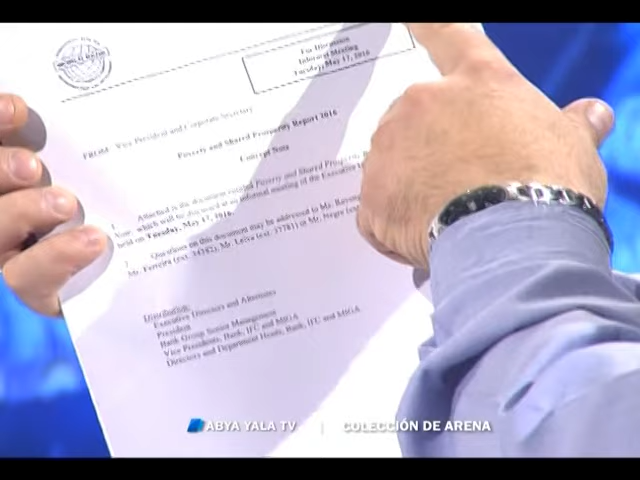 For Discussion
Informal Meeting
Tuesday, May 17, 2016
FROM: Vice President and Corporate Secretary
Poverty and Shared Prosperity Report 2016
Concept Note
1. Attached is the document entitled Poverty and Shared Prosperity
Note, which will be discussed at an informal meeting of the Executive
held on Tuesday, May 17, 2016.
2. Questions on this document may be addressed to Mr.
Mr. Ferreira (ext. 34382), Mr. Leiva (ext. 37781) or Mr.
Distribution:
Executive Directors and Alternates
President
Bank Group Senior Management
Vice Presidents, Bank, IFC and MIGA
Directors and Department Heads, Bank, IFC and MIGA
ABYA YALA TV | COLECCIÓN DE ARENA